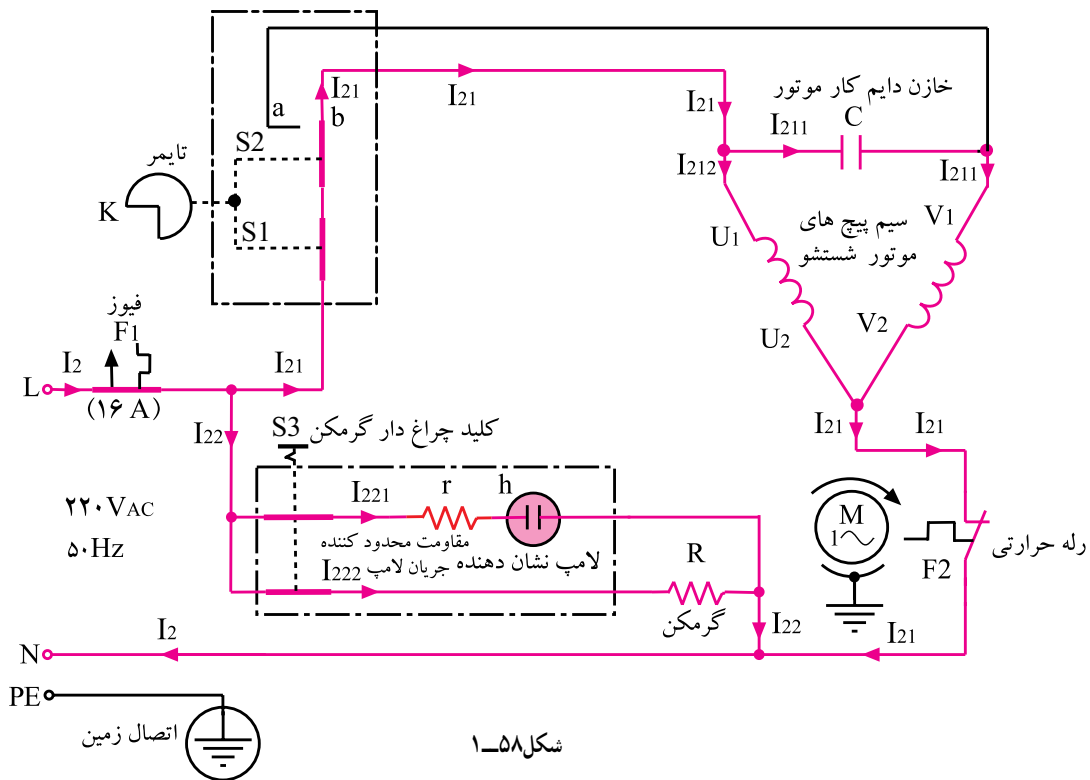 I21
I21
a
b
I21
خازن دایم کار موتور
C
I211
I212
I211
تایمر
K
S2
S1
U1
V1
سیم پیچ های
موتور شستشو
U2
V2
فیوز
F1
L
I2
(۱۶ A)
I21
I22
S3
کلید چراغ دار گرمکن
I21
I21
۲۲۰VAC
۵۰Hz
I221
r
h
مقاومت محدود کننده
جریان لامپ
لامپ نشان دهنده
I222
R
گرمکن
I22
M
1
F2
رله حرارتی
N
I2
I21
PE
اتصال زمین
شکل۵۸ــ۱